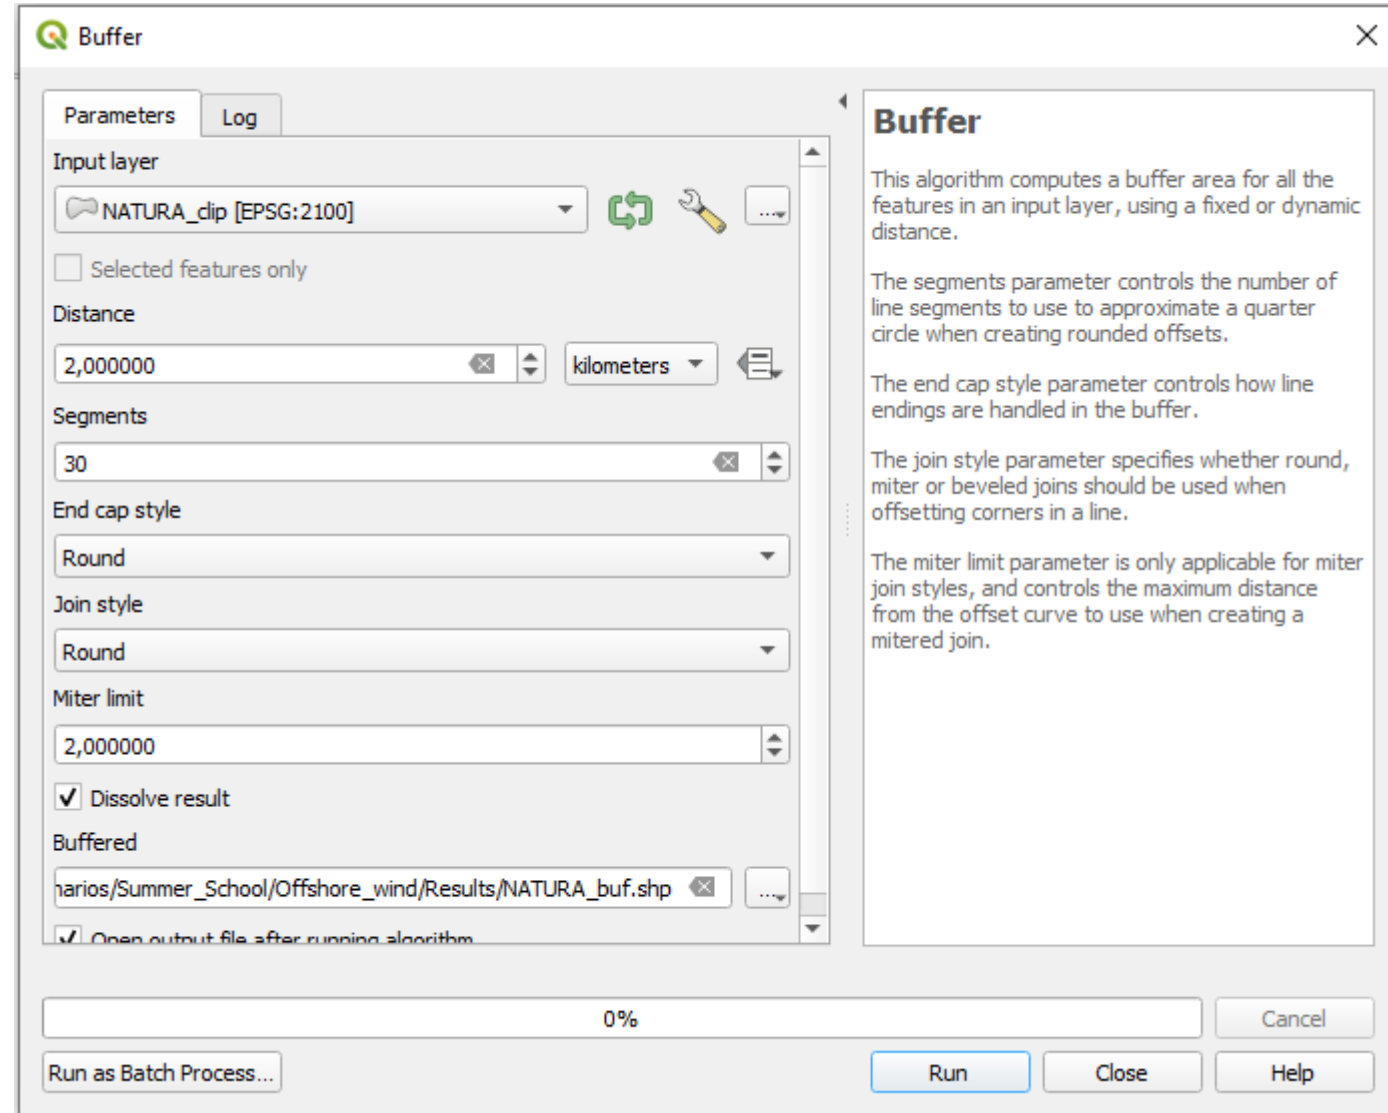 Buffer
Parameters
Log
Input layer
NATURA_clip [EPSG:2100]
...
Selected features only
Distance
2,000000
kilometers
Segments
30
End cap style
Round
Join style
Round
Miter limit
2,000000
Dissolve result
Buffered
narios/Summer_School/Offshore_wind/Results/NATURA_buf.shp
...
Open output file after running algorithm
Buffer
This algorithm computes a buffer area for all the
features in an input layer, using a fixed or dynamic
distance.
The segments parameter controls the number of
line segments to use to approximate a quarter
circle when creating rounded offsets.
The end cap style parameter controls how line
endings are handled in the buffer.
The join style parameter specifies whether round,
miter or beveled joins should be used when
offsetting corners in a line.
The miter limit parameter is only applicable for miter
join styles, and controls the maximum distance
from the offset curve to use when creating a
mitered join.
0%
Cancel
Run as Batch Process...
Run
Close
Help